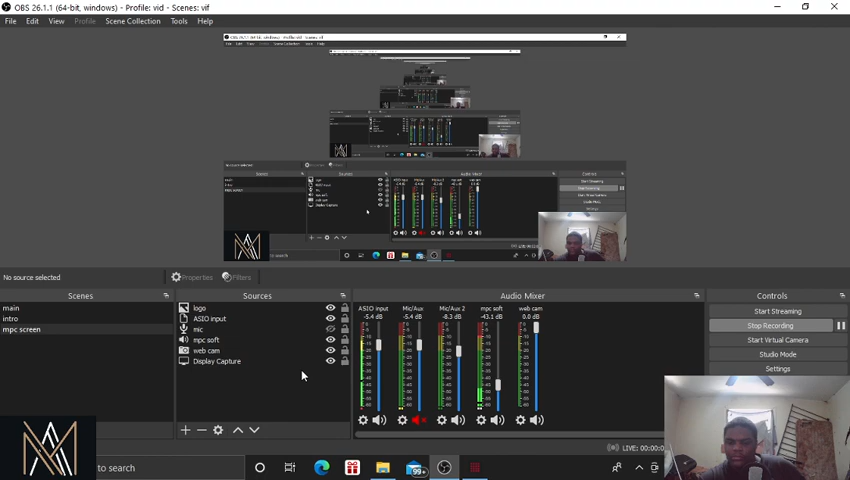 OBS 26.1.1 (64-bit, windows) - Profile: vid - Scenes: vif
File Edit View Profile Scene Collection Tools Help
No source selected Properties Filters
Scenes
main
intro
mpc screen
Sources
logo
ASIO input
mic
mpc soft
web cam
Display Capture
Audio Mixer
ASIO input Mic/Aux Mic/Aux 2 mpc soft web cam
-5.4 dB -5.4 dB -8.3 dB -43.1 dB 0.0 dB
Controls
Start Streaming
Stop Recording
Start Virtual Camera
Studio Mode
Settings
LIVE: 00:00:0
to search
99+